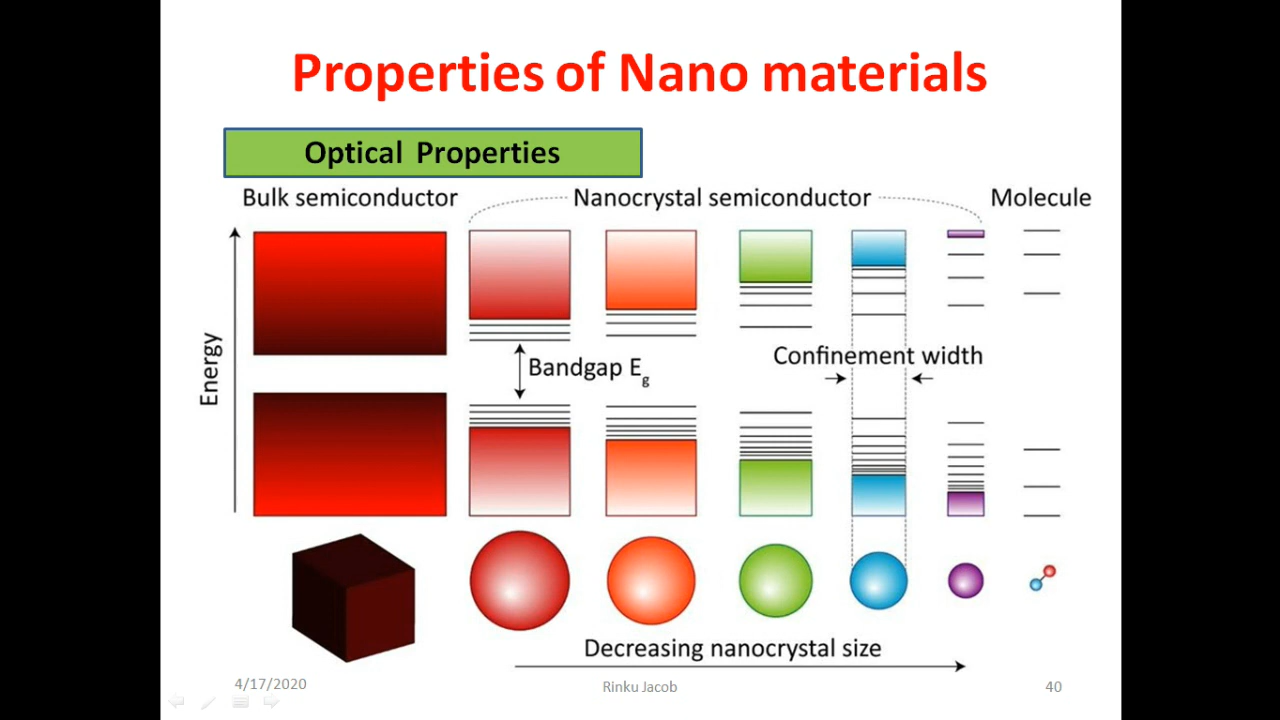 Properties of Nano materials
Optical Properties
Bulk semiconductor
Nanocrystal semiconductor
Molecule
Energy
Bandgap Eg
Confinement width
Decreasing nanocrystal size
4/17/2020
Rinku Jacob
40